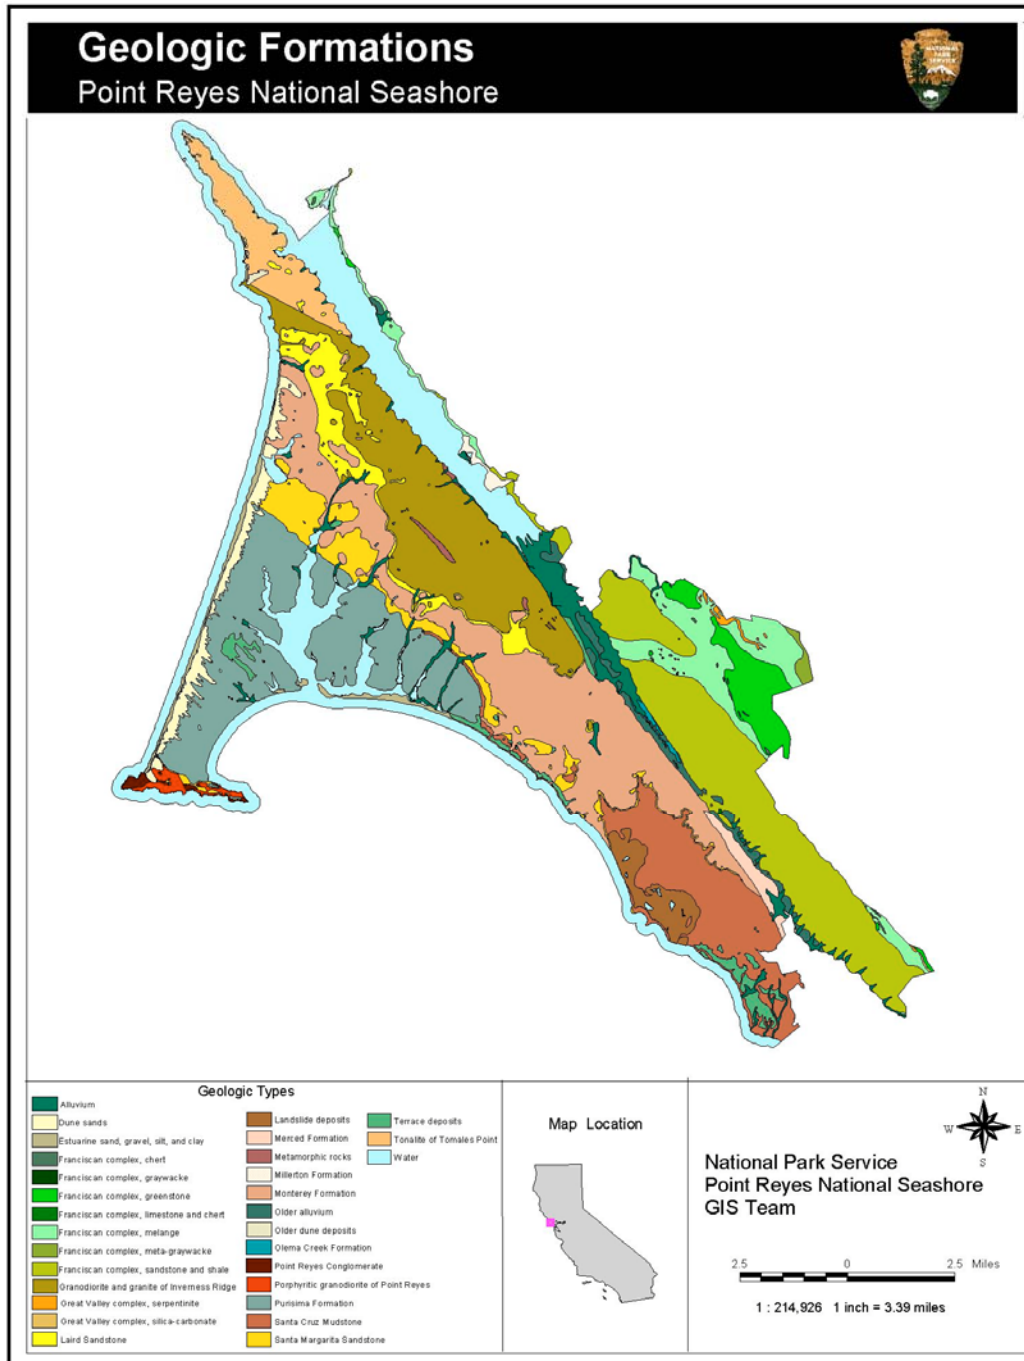 Geologic Formations
Point Reyes National Seashore
NATIONAL
PARK
SERVICE
Geologic Types
Alluvium
Dune sands
Estuarine sand, gravel, silt, and clay
Franciscan complex, chert
Franciscan complex, graywacke
Franciscan complex, greenstone
Franciscan complex, limestone and chert
Franciscan complex, melange
Franciscan complex, meta-graywacke
Franciscan complex, sandstone and shale
Granodiorite and granite of Inverness Ridge
Great Valley complex, serpentinite
Great Valley complex, silica-carbonate
Laird Sandstone
Landslide deposits
Merced Formation
Metamorphic rocks
Millerton Formation
Monterey Formation
Older alluvium
Older dune deposits
Olema Creek Formation
Point Reyes Conglomerate
Porphyritic granodiorite of Point Reyes
Purisima Formation
Santa Cruz Mudstone
Santa Margarita Sandstone
Terrace deposits
Tonalite of Tomales Point
Water
Map Location
N
W E
S
National Park Service
Point Reyes National Seashore
GIS Team
2.5 0 2.5 Miles
1 : 214,926 1 inch = 3.39 miles